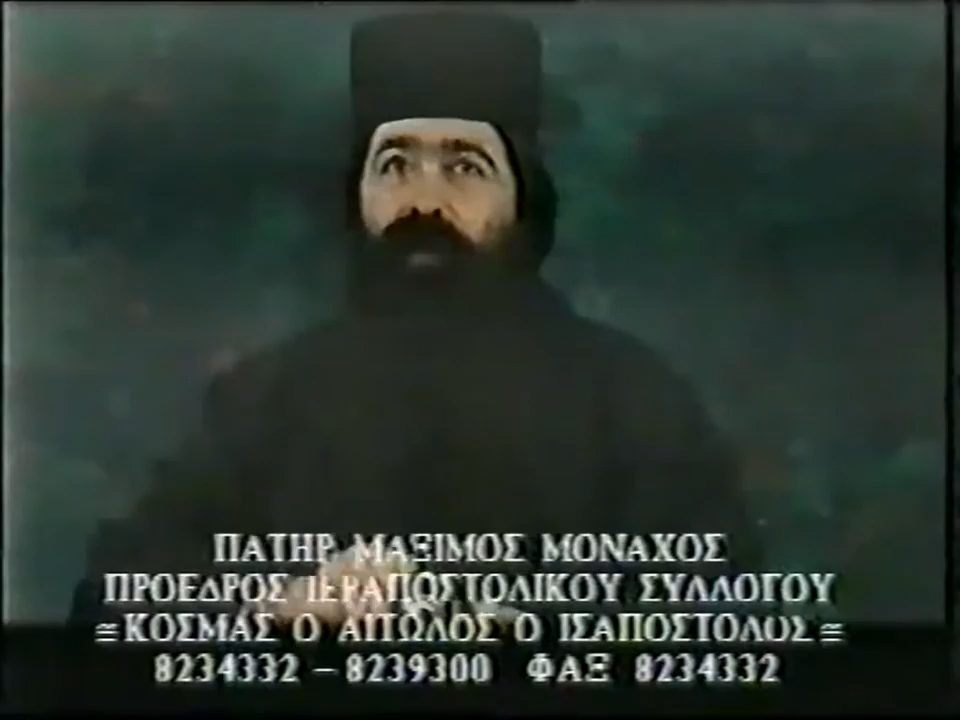 ΠΑΤΗΡ ΜΑΞΙΜΟΣ ΜΟΝΑΧΟΣ
ΠΡΟΕΔΡΟΣ ΙΕΡΑΠΟΣΤΟΛΙΚΟΥ ΣΥΛΛΟΓΟΥ
≅ΚΟΣΜΑΣ Ο ΑΙΤΩΛΟΣ Ο ΙΣΑΠΟΣΤΟΛΟΣ≅
8234332 – 8239300 ΦΑΞ 8234332